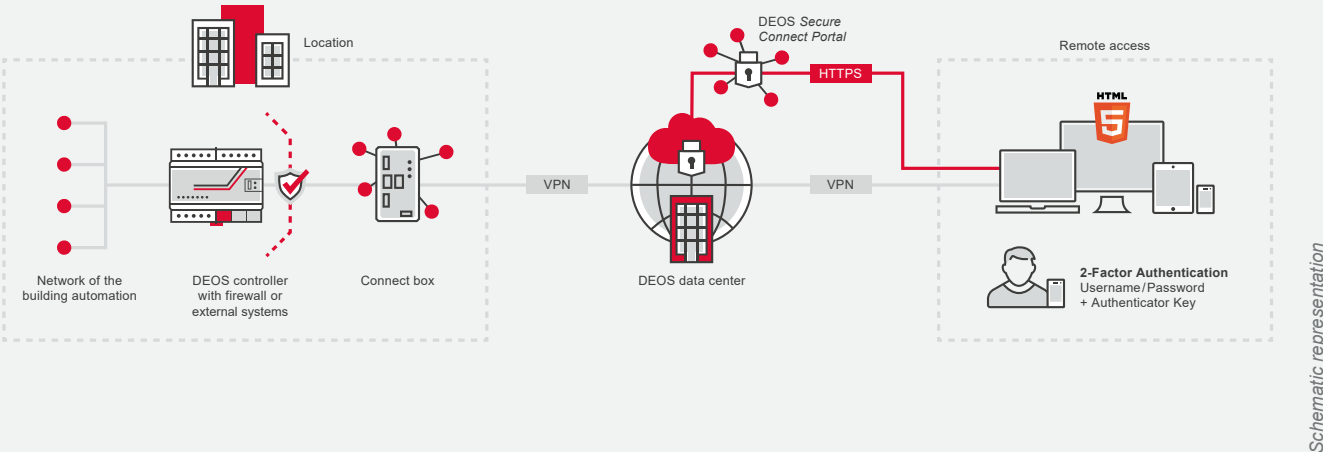 Location
DEOS Secure
Connect Portal
HTTPS
Remote access
HTML
5
VPN
VPN
Network of the
building automation
DEOS controller
with firewall or
external systems
Connect box
DEOS data center
2-Factor Authentication
Username/Password
+ Authenticator Key
Schematic representation